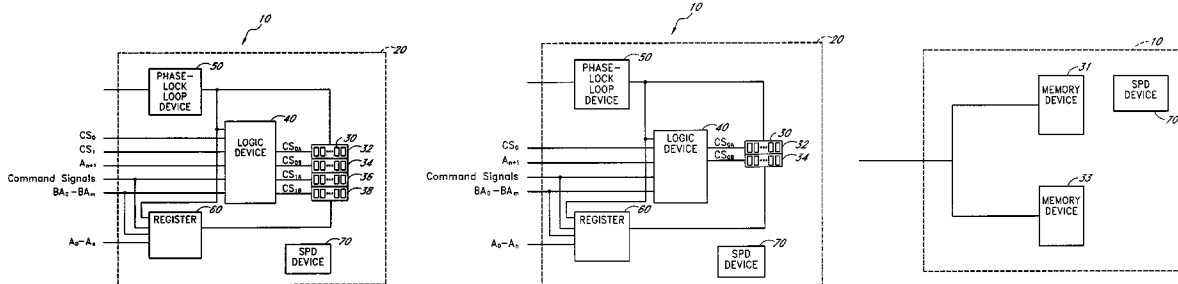 10
20
50
PHASE-
LOCK
LOOP
DEVICE
40
LOGIC
DEVICE
CS₀
CS₁
Aₙ₊₁
Command Signals
BA₀-BAₘ
CS₀A
CS₀B
CS₁A
CS₁B
30
32
34
36
38
60
REGISTER
A₀-Aₙ
70
SPD
DEVICE
10
20
50
PHASE-
LOCK
LOOP
DEVICE
40
LOGIC
DEVICE
CS₀
Aₙ₊₁
Command Signals
BA₀-BAₘ
CS₀A
CS₀B
30
32
34
60
REGISTER
A₀-Aₙ
70
SPD
DEVICE
10
31
MEMORY
DEVICE
SPD
DEVICE
70
33
MEMORY
DEVICE